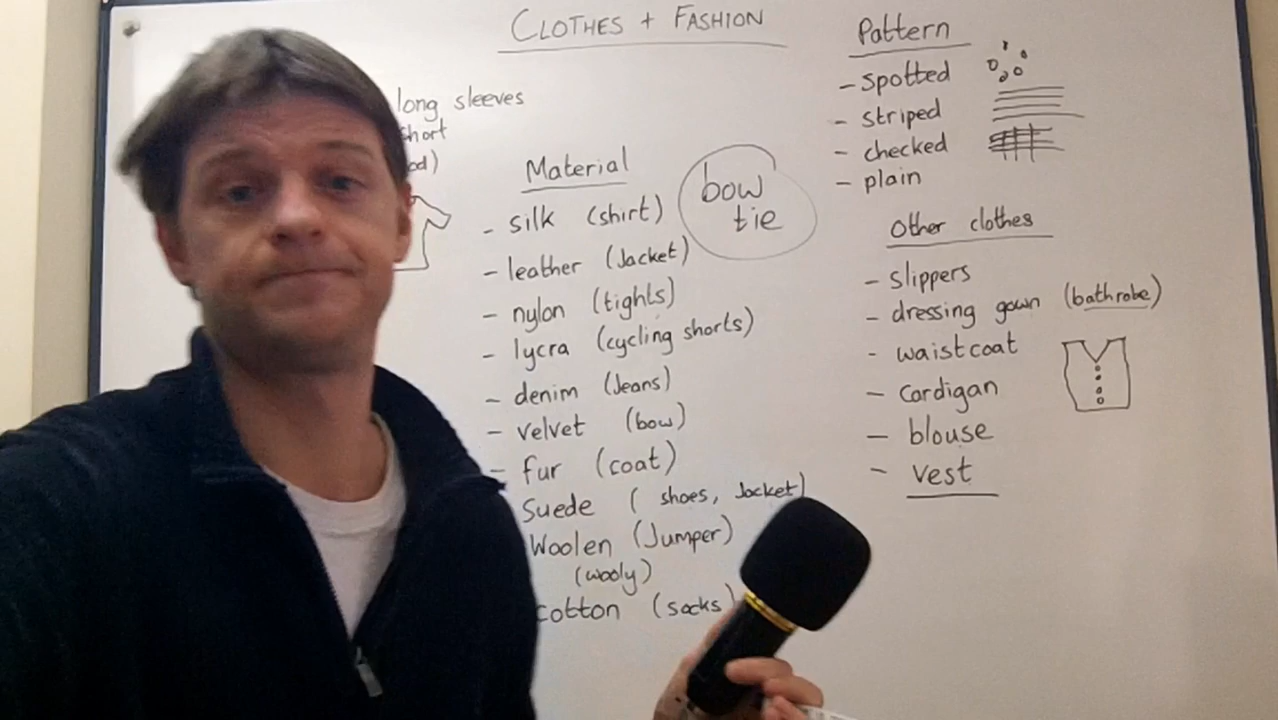 CLOTHES + FASHION
long sleeves
short
Material
- silk (shirt)
- leather (Jacket)
- nylon (tights)
- lycra (cycling shorts)
- denim (Jeans)
- velvet (bow)
- fur (coat)
Suede ( shoes, Jacket)
Woolen (Jumper)
(wooly)
cotton (socks)
bow
tie
Pattern
- spotted
- striped
- checked
- plain
Other clothes
- slippers
- dressing gown (bathrobe)
- waistcoat
- cardigan
- blouse
- vest